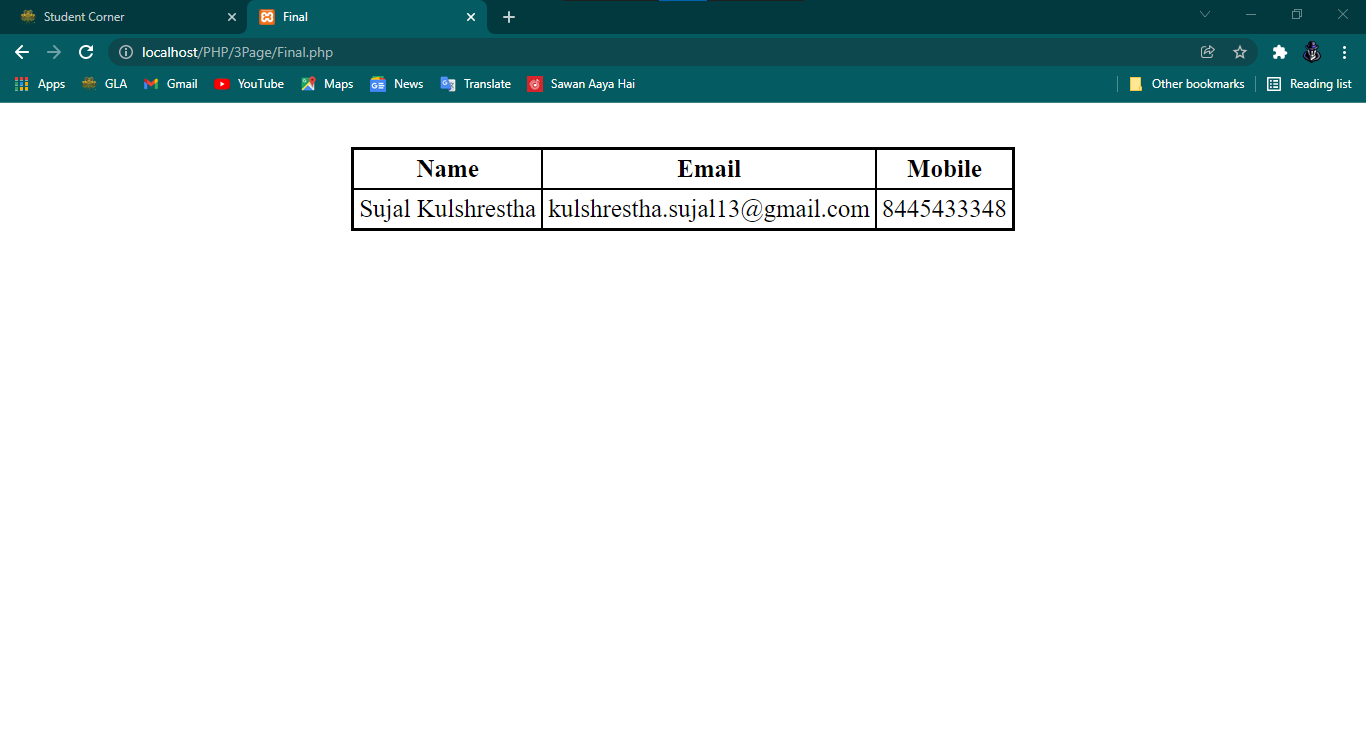 Student Corner
Final
localhost/PHP/3Page/Final.php
Apps GLA Gmail YouTube Maps News Translate Sawan Aaya Hai Other bookmarks Reading list
Name Email Mobile
Sujal Kulshrestha kulshrestha.sujal13@gmail.com 8445433348